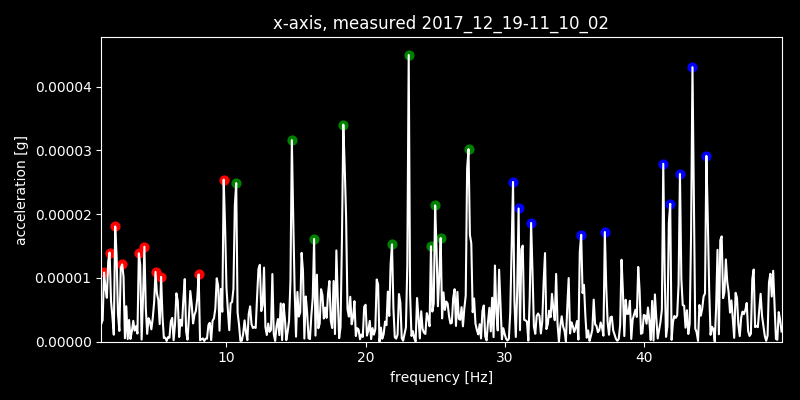 x-axis, measured 2017_12_19-11_10_02
acceleration [g]
0.00004
0.00003
0.00002
0.00001
0.00000
10 20 30 40
frequency [Hz]